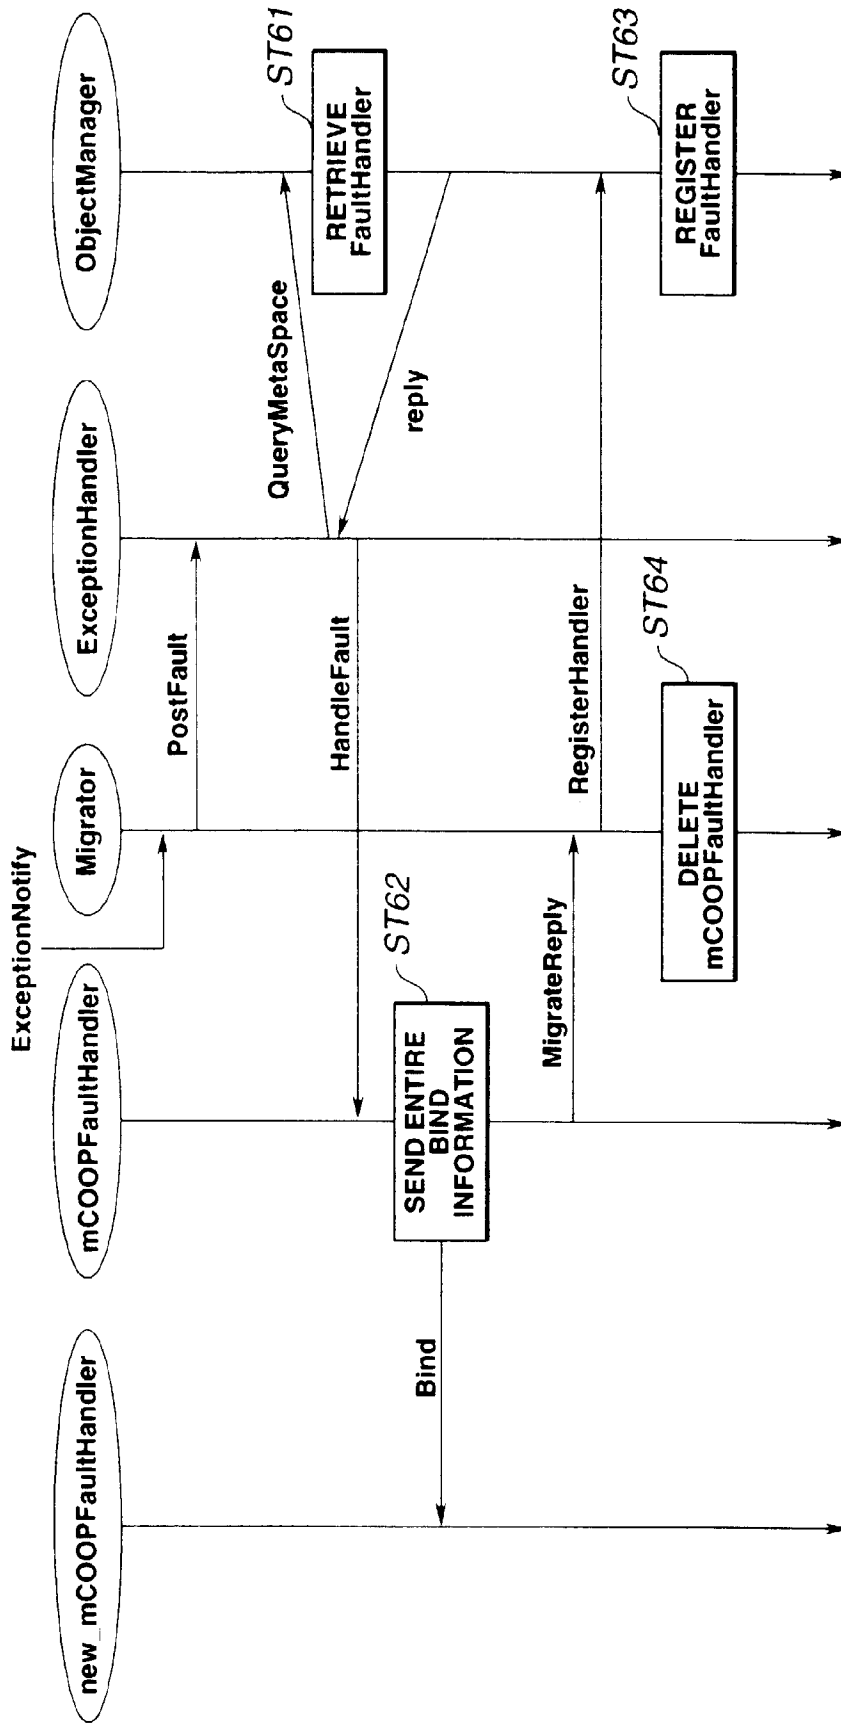 new_mCOOPFaultHandler
mCOOPFaultHandler
Migrator
ExceptionHandler
ObjectManager
ExceptionNotify
PostFault
QueryMetaSpace
ST61
RETRIEVE
FaultHandler
reply
HandleFault
ST62
SEND ENTIRE
BIND
INFORMATION
Bind
MigrateReply
RegisterHandler
ST63
REGISTER
FaultHandler
ST64
DELETE
mCOOPFaultHandler